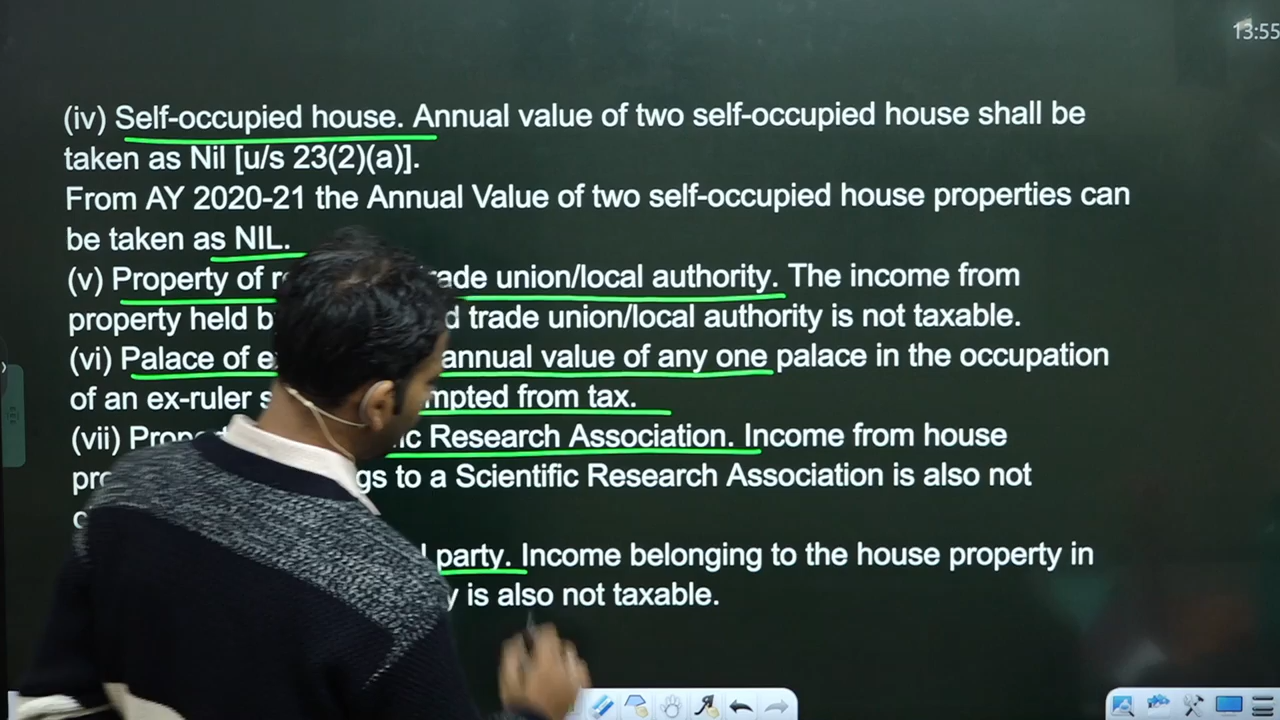 13:55
(iv) Self-occupied house. Annual value of two self-occupied house shall be
taken as Nil [u/s 23(2)(a)].
From AY 2020-21 the Annual Value of two self-occupied house properties can
be taken as NIL.
(v) Property of trade union/local authority. The income from
property held trade union/local authority is not taxable.
(vi) Palace of annual value of any one palace in the occupation
of an ex-ruler from tax.
(vii) Research Association. Income from house
to a Scientific Research Association is also not
party. Income belonging to the house property in
is also not taxable.